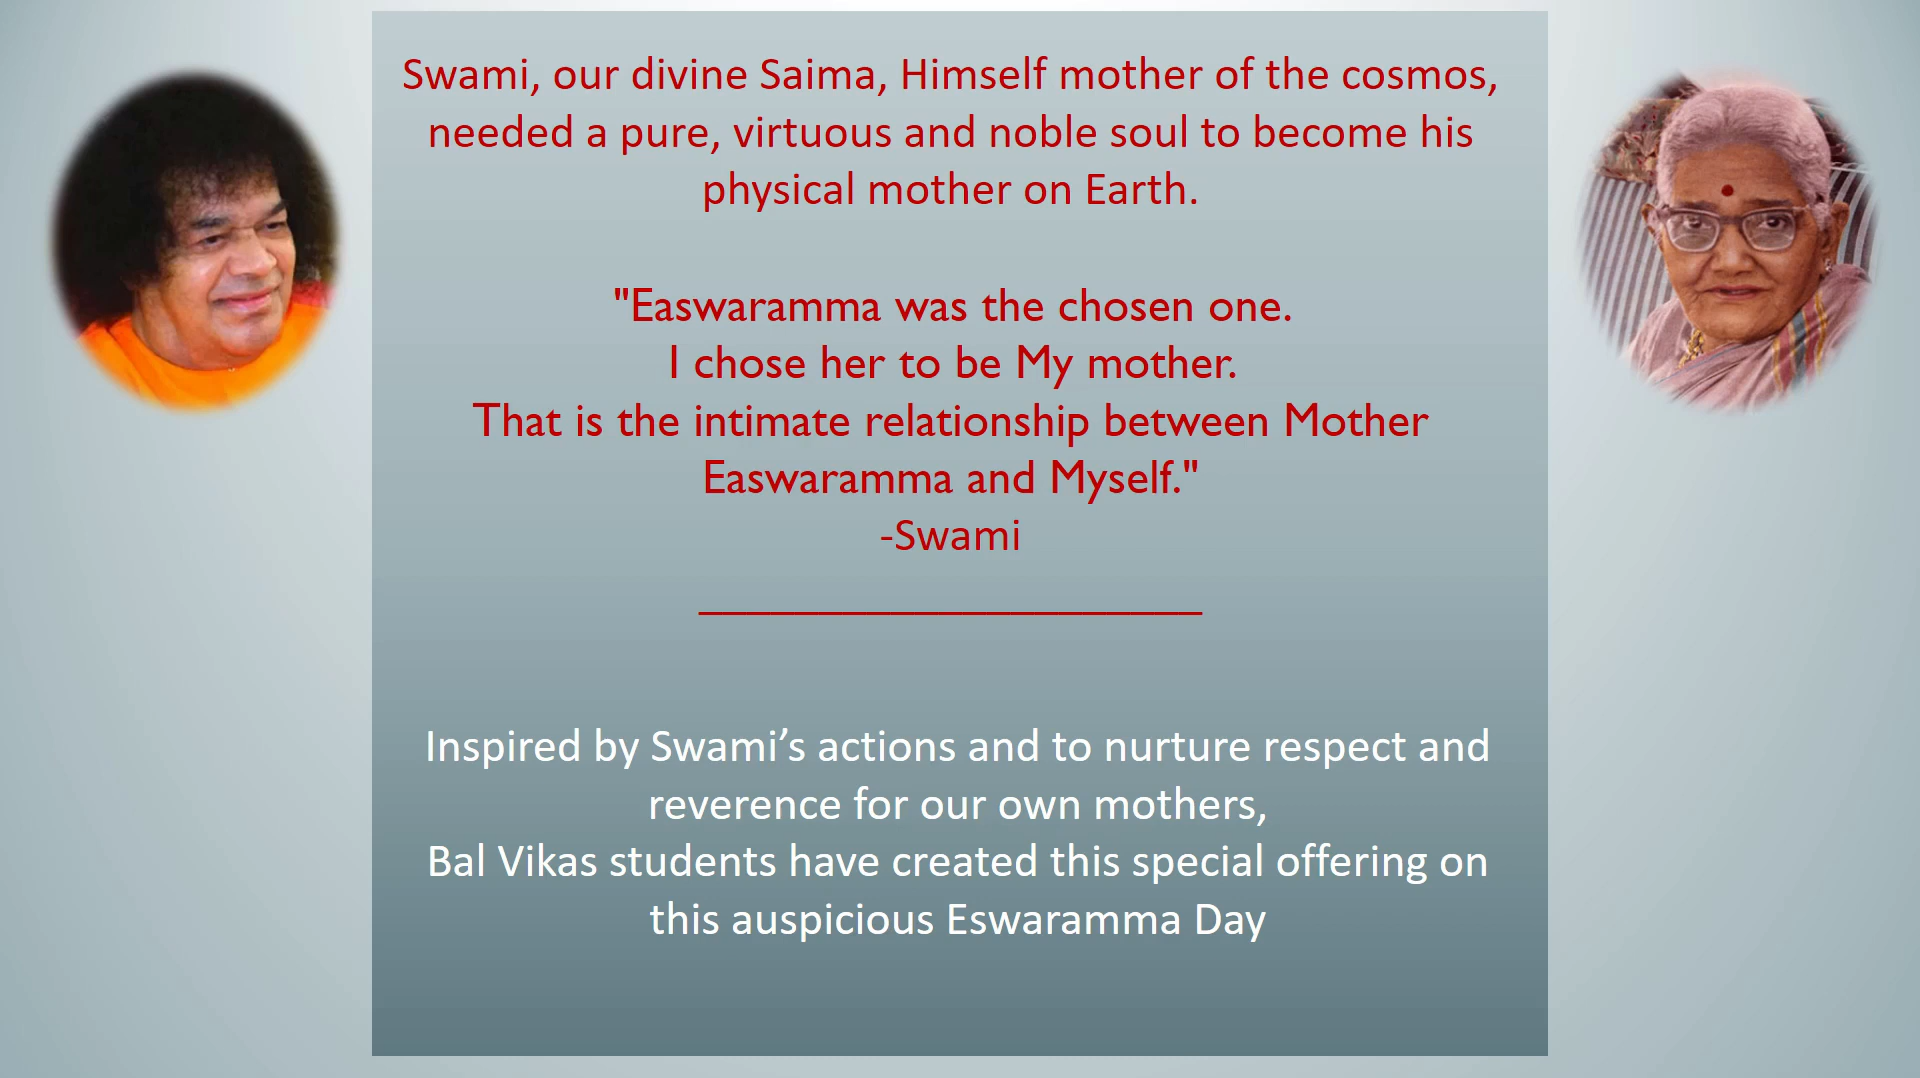 Swami, our divine Saima, Himself mother of the cosmos,
needed a pure, virtuous and noble soul to become his
physical mother on Earth.
"Easwaramma was the chosen one.
I chose her to be My mother.
That is the intimate relationship between Mother
Easwaramma and Myself."
-Swami
Inspired by Swami’s actions and to nurture respect and
reverence for our own mothers,
Bal Vikas students have created this special offering on
this auspicious Eswaramma Day